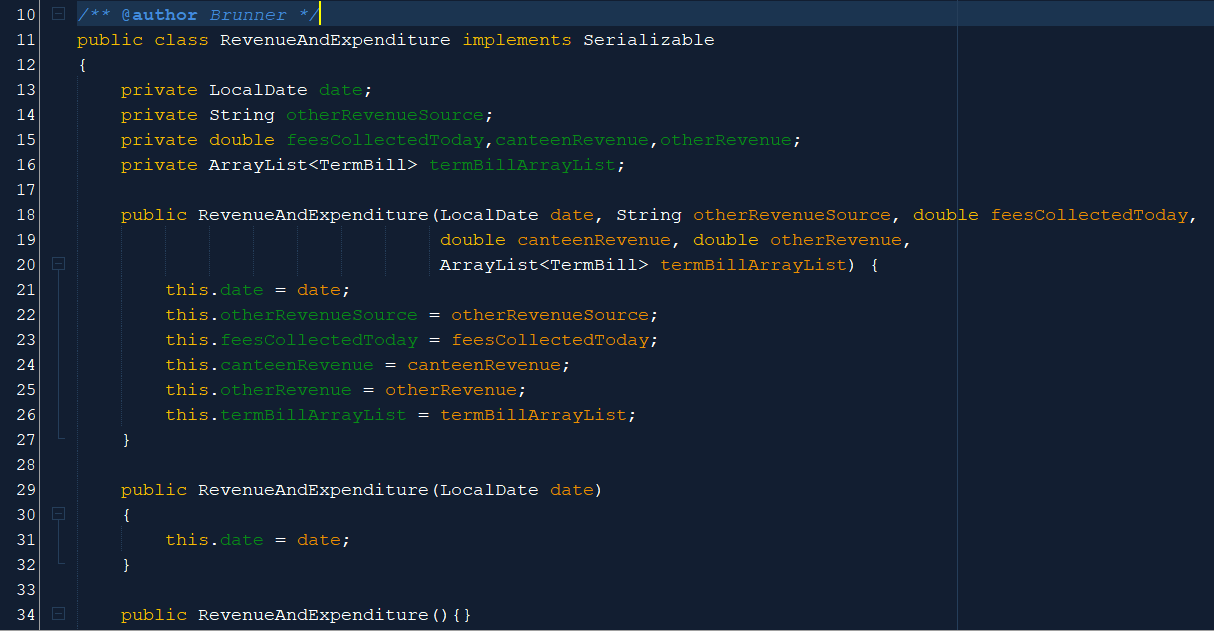 10 /** @author Brunner */
11 public class RevenueAndExpenditure implements Serializable
12 {
13     private LocalDate date;
14     private String otherRevenueSource;
15     private double feesCollectedToday,canteenRevenue,otherRevenue;
16     private ArrayList<TermBill> termBillArrayList;
17
18     public RevenueAndExpenditure(LocalDate date, String otherRevenueSource, double feesCollectedToday,
19                                  double canteenRevenue, double otherRevenue,
20                                  ArrayList<TermBill> termBillArrayList) {
21         this.date = date;
22         this.otherRevenueSource = otherRevenueSource;
23         this.feesCollectedToday = feesCollectedToday;
24         this.canteenRevenue = canteenRevenue;
25         this.otherRevenue = otherRevenue;
26         this.termBillArrayList = termBillArrayList;
27     }
28
29     public RevenueAndExpenditure(LocalDate date)
30     {
31         this.date = date;
32     }
33
34     public RevenueAndExpenditure(){}